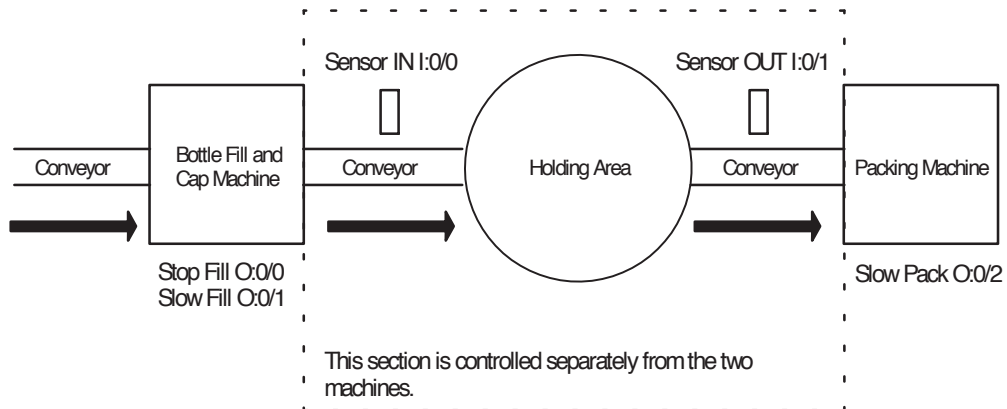 Sensor IN I:0/0
Sensor OUT I:0/1
Conveyor
Bottle Fill and
Cap Machine
Conveyor
Holding Area
Conveyor
Packing Machine
Stop Fill O:0/0
Slow Fill O:0/1
Slow Pack O:0/2
This section is controlled separately from the two
machines.